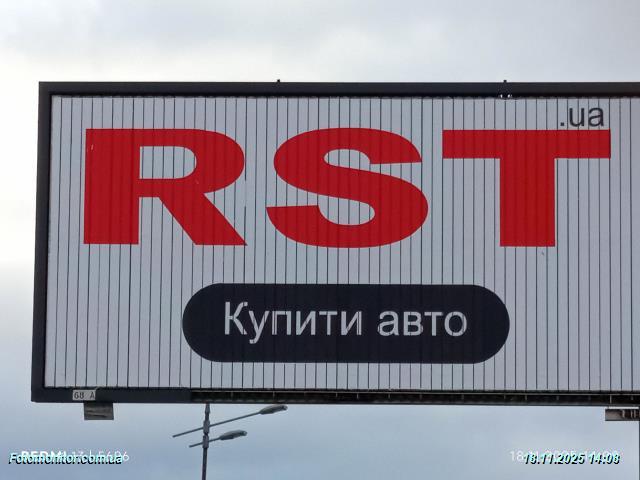 RST
.ua
Купити авто
68 А
Fotomonitor.com.ua
18.11.2025 14:08